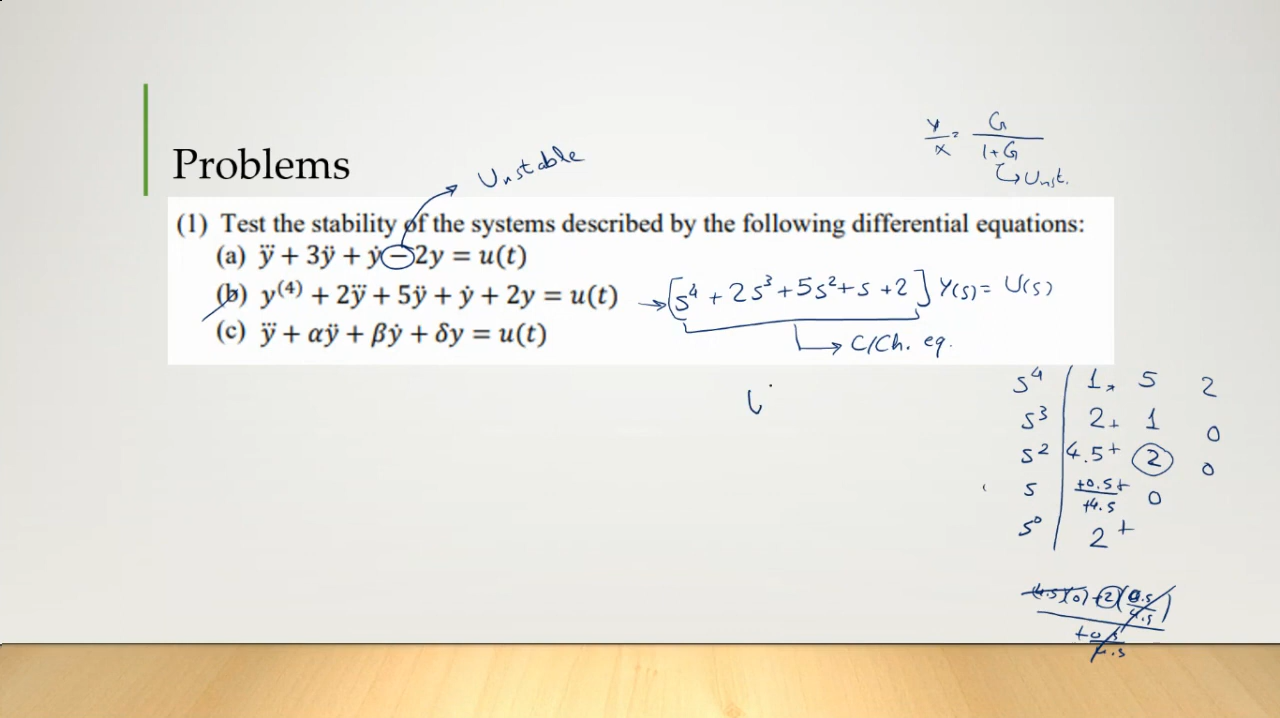 Problems
Unstable
y/x = G/(1+G)
↳ Unst.
(1) Test the stability of the systems described by the following differential equations:
(a) y⃛ + 3ÿ + ẏ − 2y = u(t)
(b) y⁽⁴⁾ + 2y⃛ + 5ÿ + ẏ + 2y = u(t)
→ [s⁴ + 2s³ + 5s² + s + 2] Y(s) = U(s)
(c) y⃛ + αÿ + βẏ + δy = u(t)
→ C/Ch. eq.
s⁴ | 1 + 5 2
s³ | 2 + 1 0
s² | 4.5 + 2 0
s | +0.5/+4.5 + 0
s⁰ | 2 +